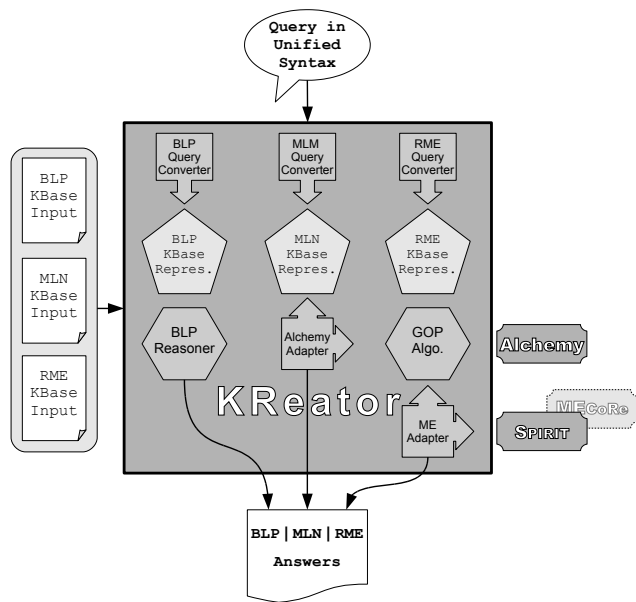 Query in
Unified
Syntax
BLP
Query
Converter
MLM
Query
Converter
RME
Query
Converter
BLP
KBase
Input
MLN
KBase
Input
RME
KBase
Input
BLP
KBase
Repres.
MLN
KBase
Repres.
RME
KBase
Repres.
BLP
Reasoner
Alchemy
Adapter
GOP
Algo.
Alchemy
KReator
ME
Adapter
MECoRe
SPIRIT
BLP|MLN|RME
Answers